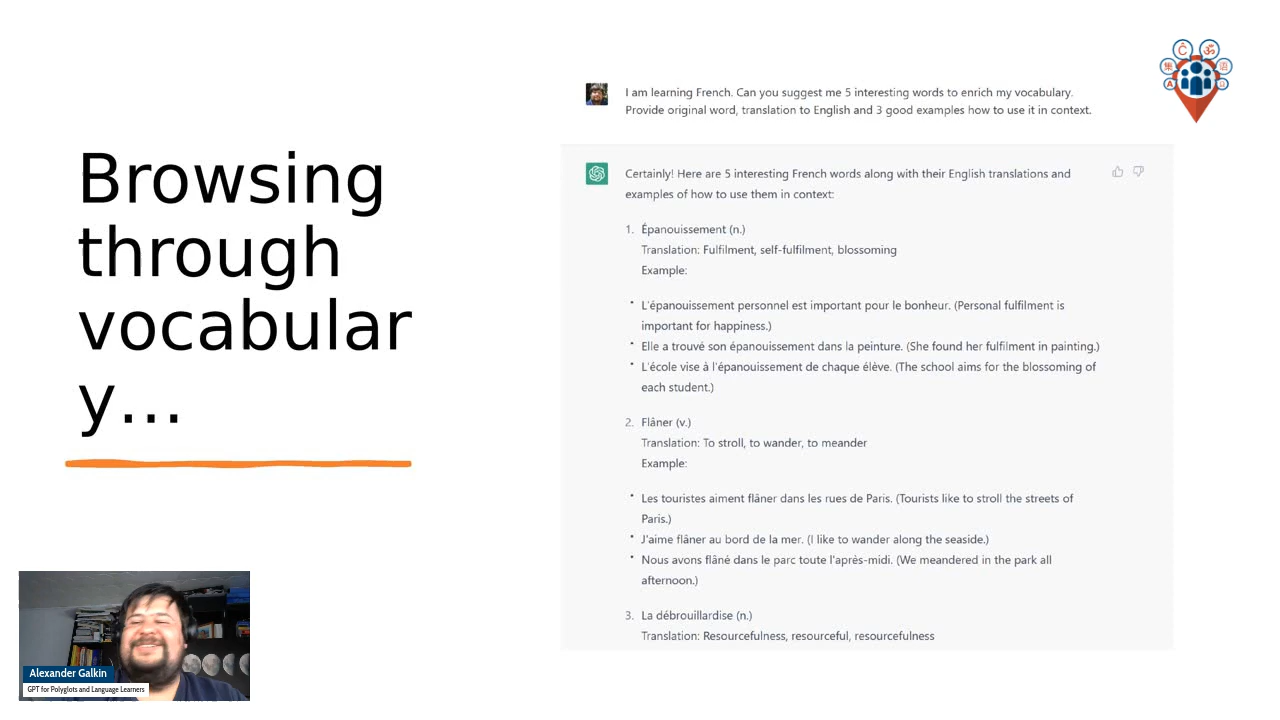 Browsing
through
vocabular
y...
I am learning French. Can you suggest me 5 interesting words to enrich my vocabulary.
Provide original word, translation to English and 3 good examples how to use it in context.
Certainly! Here are 5 interesting French words along with their English translations and
examples of how to use them in context:
1. Épanouissement (n.)
Translation: Fulfilment, self-fulfilment, blossoming
Example:
• L'épanouissement personnel est important pour le bonheur. (Personal fulfilment is
important for happiness.)
• Elle a trouvé son épanouissement dans la peinture. (She found her fulfilment in painting.)
• L'école vise à l'épanouissement de chaque élève. (The school aims for the blossoming of
each student.)
2. Flâner (v.)
Translation: To stroll, to wander, to meander
Example:
• Les touristes aiment flâner dans les rues de Paris. (Tourists like to stroll the streets of
Paris.)
• J'aime flâner au bord de la mer. (I like to wander along the seaside.)
• Nous avons flâné dans le parc toute l'après-midi. (We meandered in the park all
afternoon.)
3. La débrouillardise (n.)
Translation: Resourcefulness, resourceful, resourcefulness
Alexander Galkin
GPT for Polyglots and Language Learners
Ĉ ॐ
集
A